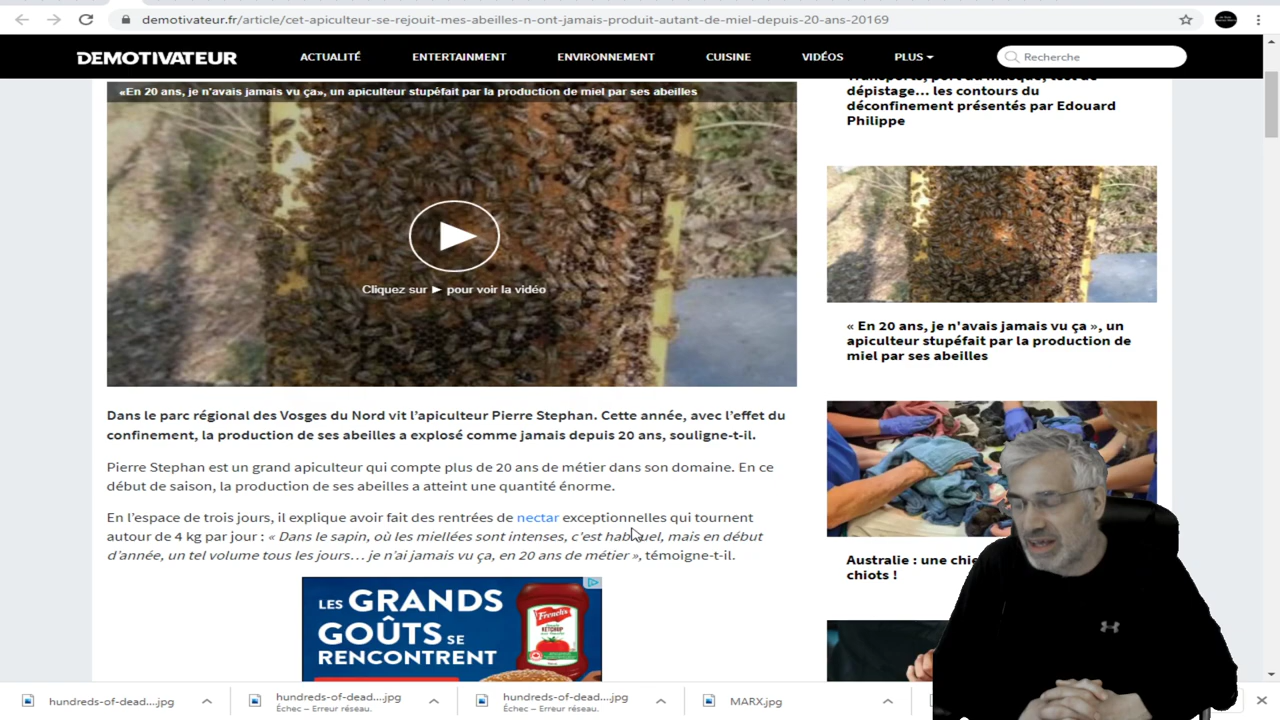 demotivateur.fr/article/cet-apiculteur-se-rejouit-mes-abeilles-n-ont-jamais-produit-autant-de-miel-depuis-20-ans-20169
DEMOTIVATEUR
ACTUALITÉ
ENTERTAINMENT
ENVIRONNEMENT
CUISINE
VIDÉOS
PLUS
Recherche
«En 20 ans, je n'avais jamais vu ça», un apiculteur stupéfait par la production de miel par ses abeilles
Cliquez sur ► pour voir la vidéo
Dans le parc régional des Vosges du Nord vit l'apiculteur Pierre Stephan. Cette année, avec l'effet du
confinement, la production de ses abeilles a explosé comme jamais depuis 20 ans, souligne-t-il.
Pierre Stephan est un grand apiculteur qui compte plus de 20 ans de métier dans son domaine. En ce
début de saison, la production de ses abeilles a atteint une quantité énorme.
En l'espace de trois jours, il explique avoir fait des rentrées de nectar exceptionnelles qui tournent
autour de 4 kg par jour : « Dans le sapin, où les miellées sont intenses, c'est habituel, mais en début
d'année, un tel volume tous les jours… je n'ai jamais vu ça, en 20 ans de métier », témoigne-t-il.
LES GRANDS
GOÛTS SE
RENCONTRENT
French's
KETCHUP
dépistage… les contours du
déconfinement présentés par Edouard
Philippe
« En 20 ans, je n'avais jamais vu ça », un
apiculteur stupéfait par la production de
miel par ses abeilles
Australie : une
chiots !
hundreds-of-dead....jpg
hundreds-of-dead....jpg
Échec – Erreur réseau.
hundreds-of-dead....jpg
Échec – Erreur réseau.
MARX.jpg